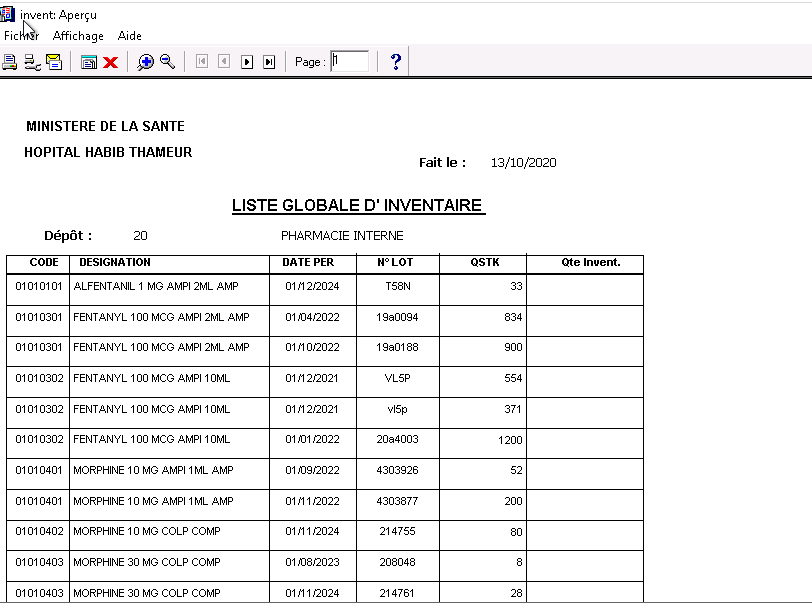 invent: Aperçu
Fichier Affichage Aide
Page : 1 ?
MINISTERE DE LA SANTE
HOPITAL HABIB THAMEUR
Fait le : 13/10/2020
LISTE GLOBALE D' INVENTAIRE
Dépôt : 20 PHARMACIE INTERNE
CODE DESIGNATION DATE PER N° LOT QSTK Qte Invent.
01010101 ALFENTANIL 1 MG AMPI 2ML AMP 01/12/2024 T58N 33
01010301 FENTANYL 100 MCG AMPI 2ML AMP 01/04/2022 19a0094 834
01010301 FENTANYL 100 MCG AMPI 2ML AMP 01/10/2022 19a0188 900
01010302 FENTANYL 100 MCG AMPI 10ML 01/12/2021 VL5P 554
01010302 FENTANYL 100 MCG AMPI 10ML 01/12/2021 vl5p 371
01010302 FENTANYL 100 MCG AMPI 10ML 01/01/2022 20a4003 1200
01010401 MORPHINE 10 MG AMPI 1ML AMP 01/09/2022 4303926 52
01010401 MORPHINE 10 MG AMPI 1ML AMP 01/11/2022 4303877 200
01010402 MORPHINE 10 MG COLP COMP 01/11/2024 214755 80
01010403 MORPHINE 30 MG COLP COMP 01/08/2023 208048 8
01010403 MORPHINE 30 MG COLP COMP 01/11/2024 214761 28